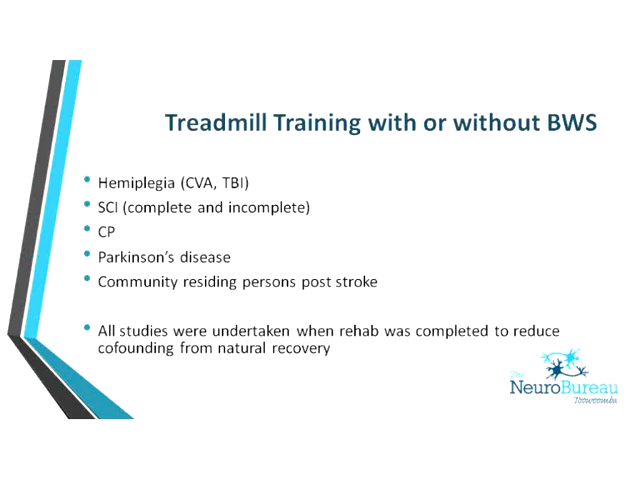 Treadmill Training with or without BWS
• Hemiplegia (CVA, TBI)
• SCI (complete and incomplete)
• CP
• Parkinson’s disease
• Community residing persons post stroke
• All studies were undertaken when rehab was completed to reduce
cofounding from natural recovery
The
NeuroBureau
Toowoomba